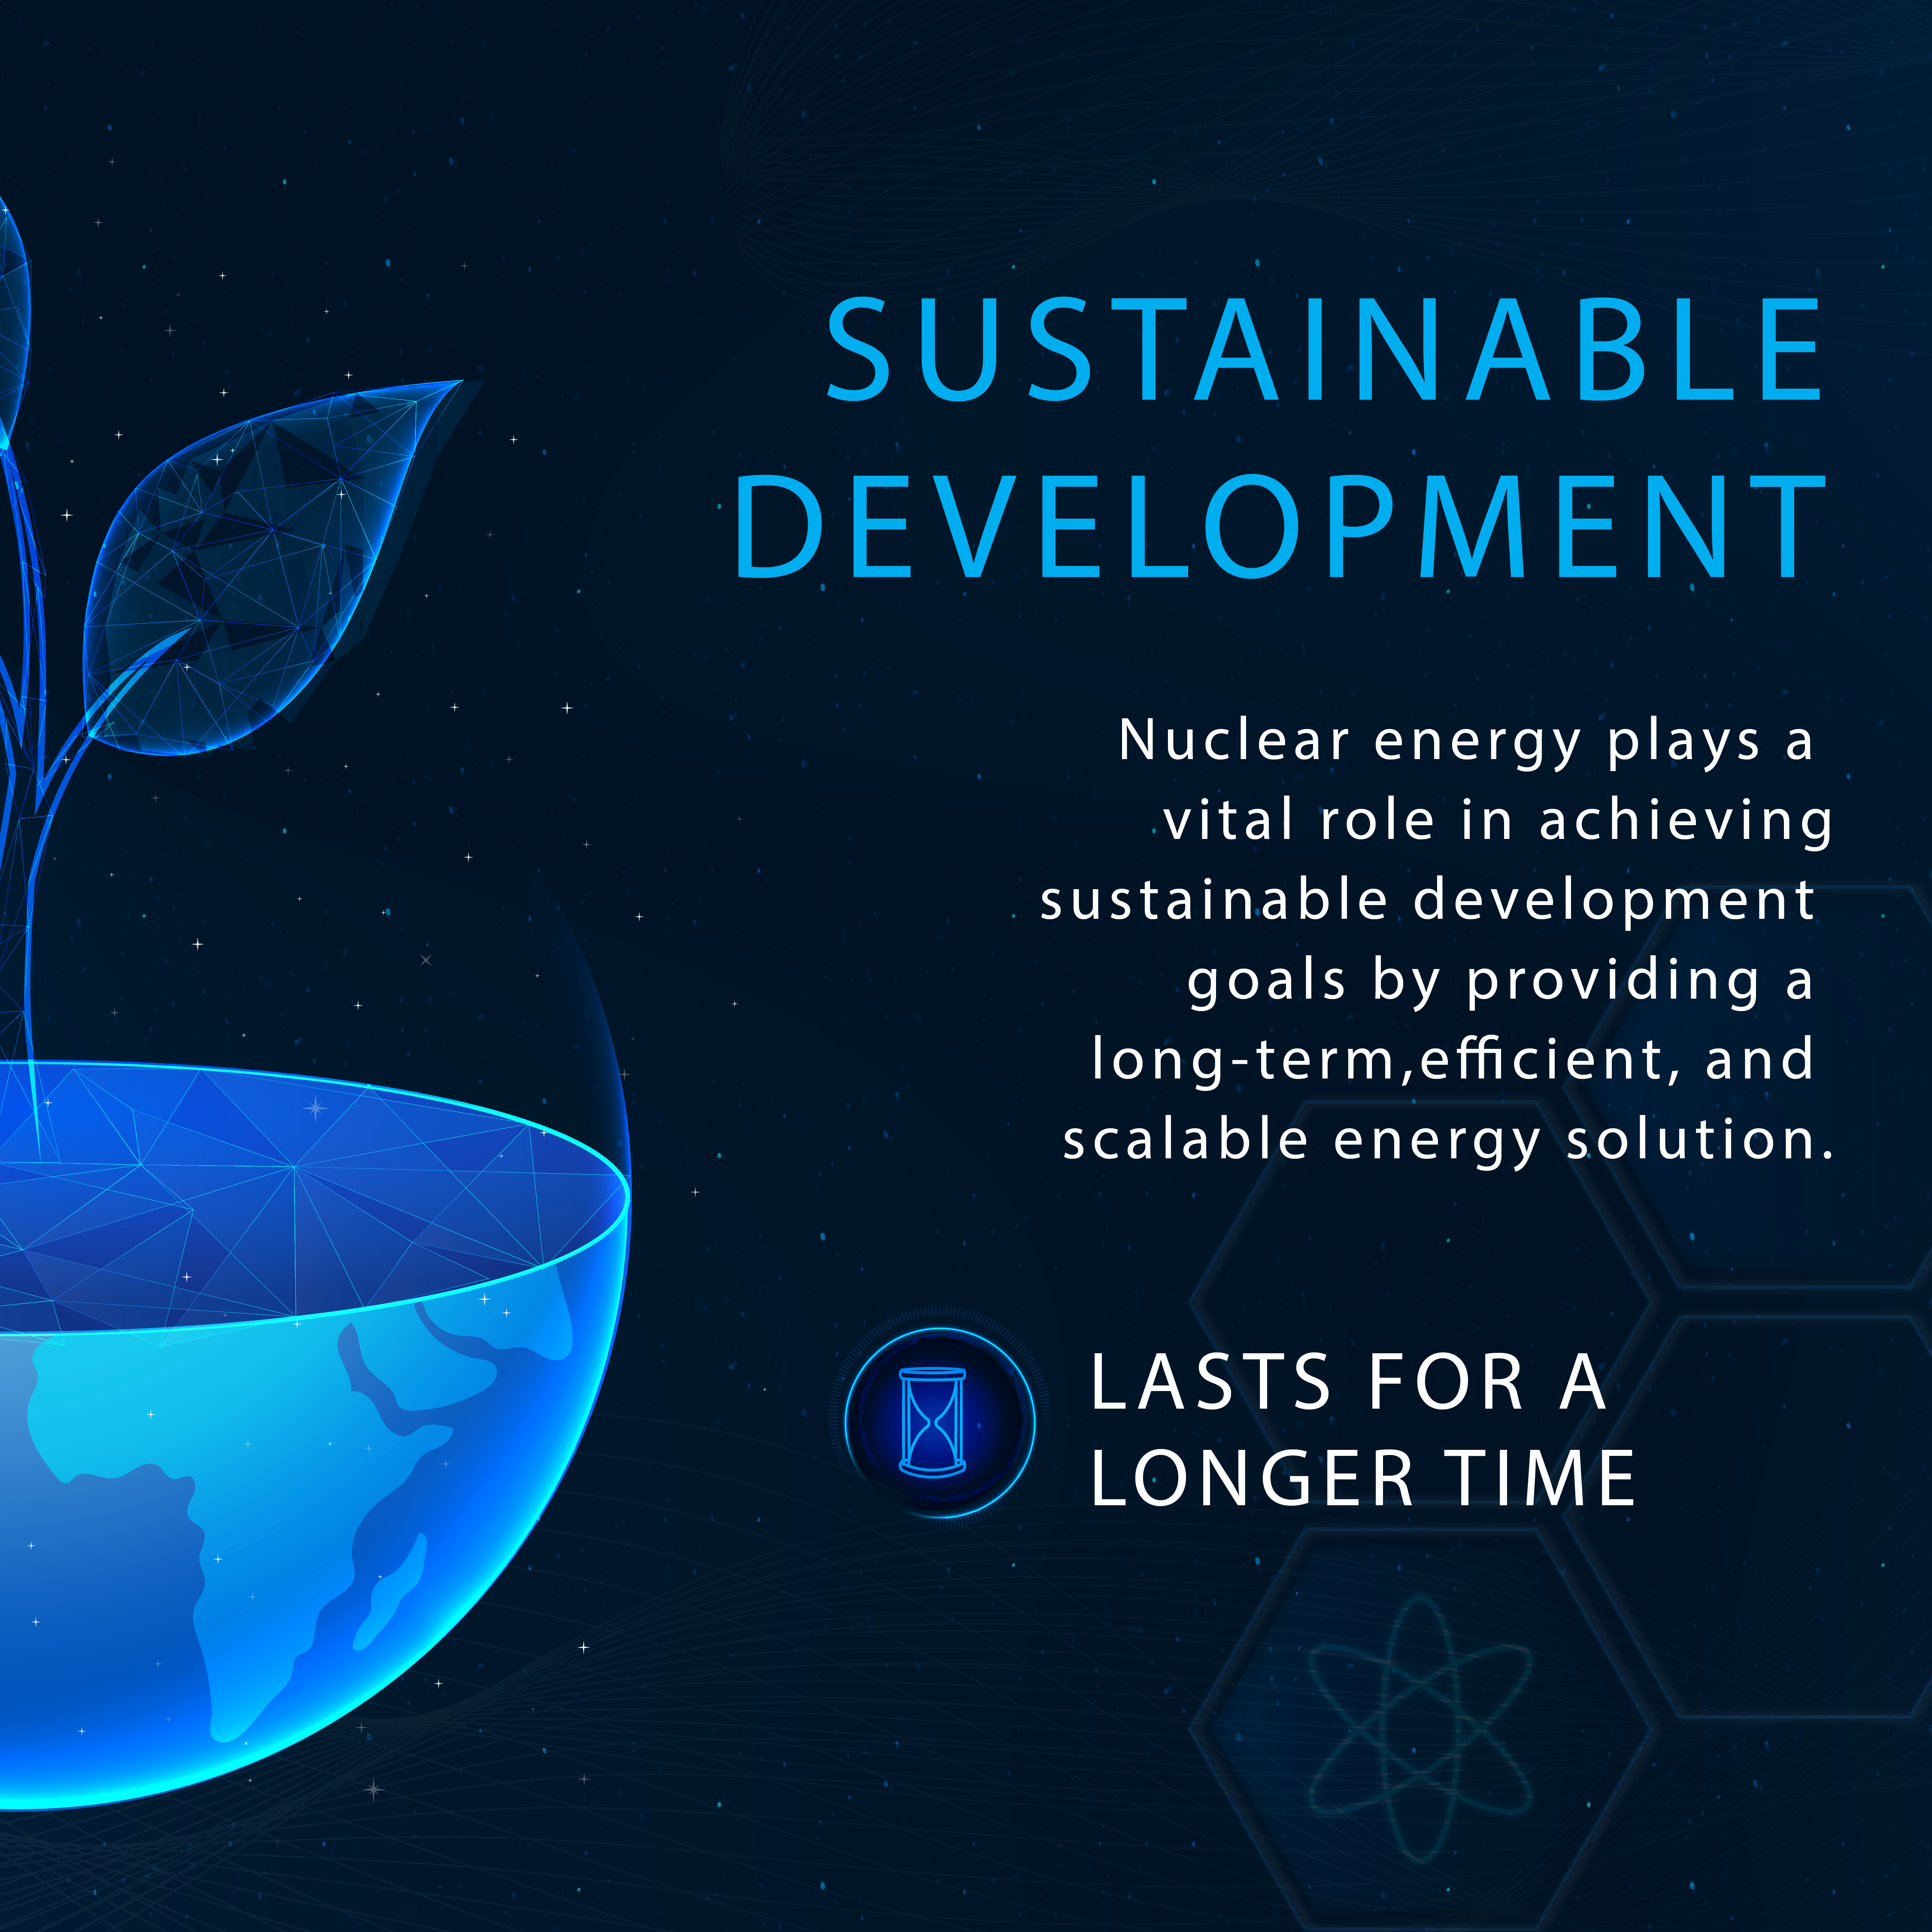 SUSTAINABLE
DEVELOPMENT
Nuclear energy plays a
vital role in achieving
sustainable development
goals by providing a
long-term,efficient, and
scalable energy solution.
LASTS FOR A
LONGER TIME